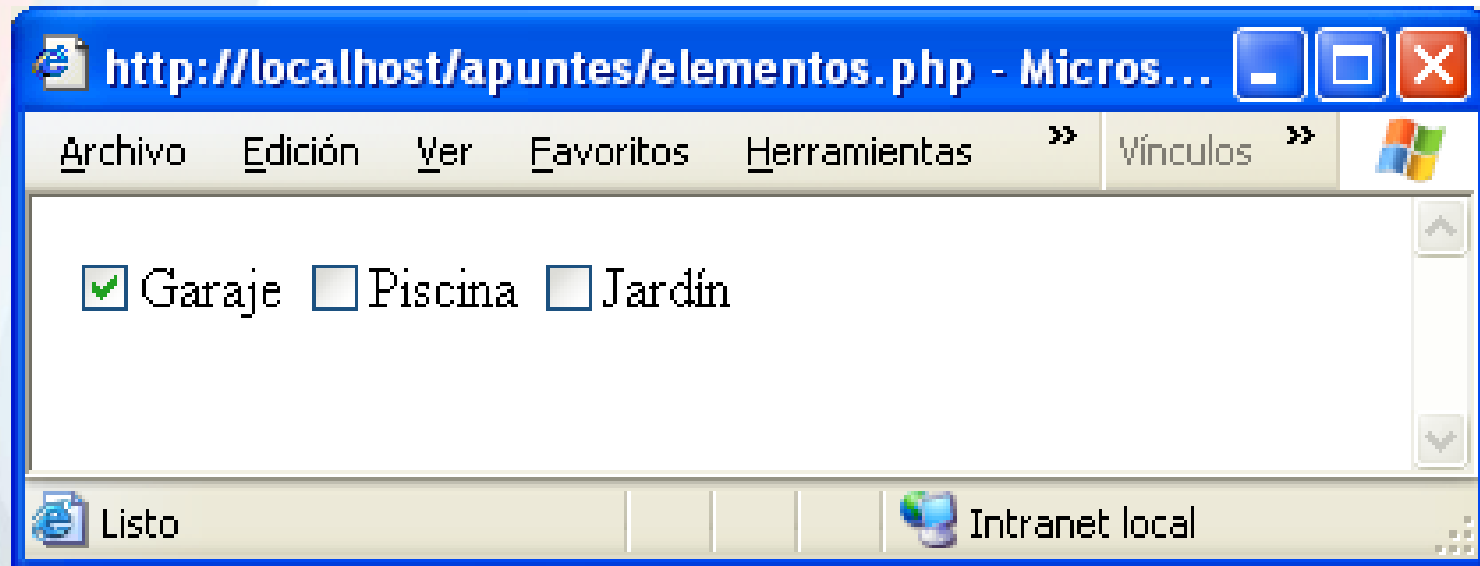 http://localhost/apuntes/elementos.php - Micros...
Archivo Edición Ver Favoritos Herramientas » Vínculos »
Garaje Piscina Jardín
Listo Intranet local